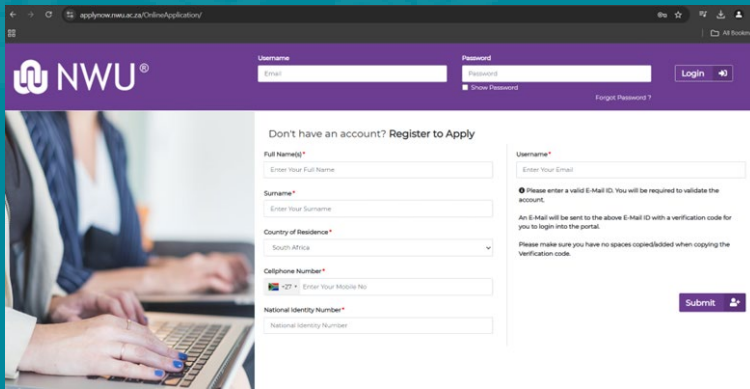 applynow.nwu.ac.za/OnlineApplication/
All Bookm
NWU®
Username
Email
Password
Password
Show Password
Forgot Password ?
Login
Don't have an account? Register to Apply
Full Name(s)*
Enter Your Full Name
Surname*
Enter Your Surname
Country of Residence*
South Africa
Cellphone Number*
+27 Enter Your Mobile No
National Identity Number*
National Identity Number
Username*
Enter Your Email
Please enter a valid E-Mail ID. You will be required to validate the
account.
An E-Mail will be sent to the above E-Mail ID with a verification code for
you to login into the portal.
Please make sure you have no spaces copied/added when copying the
Verification code.
Submit